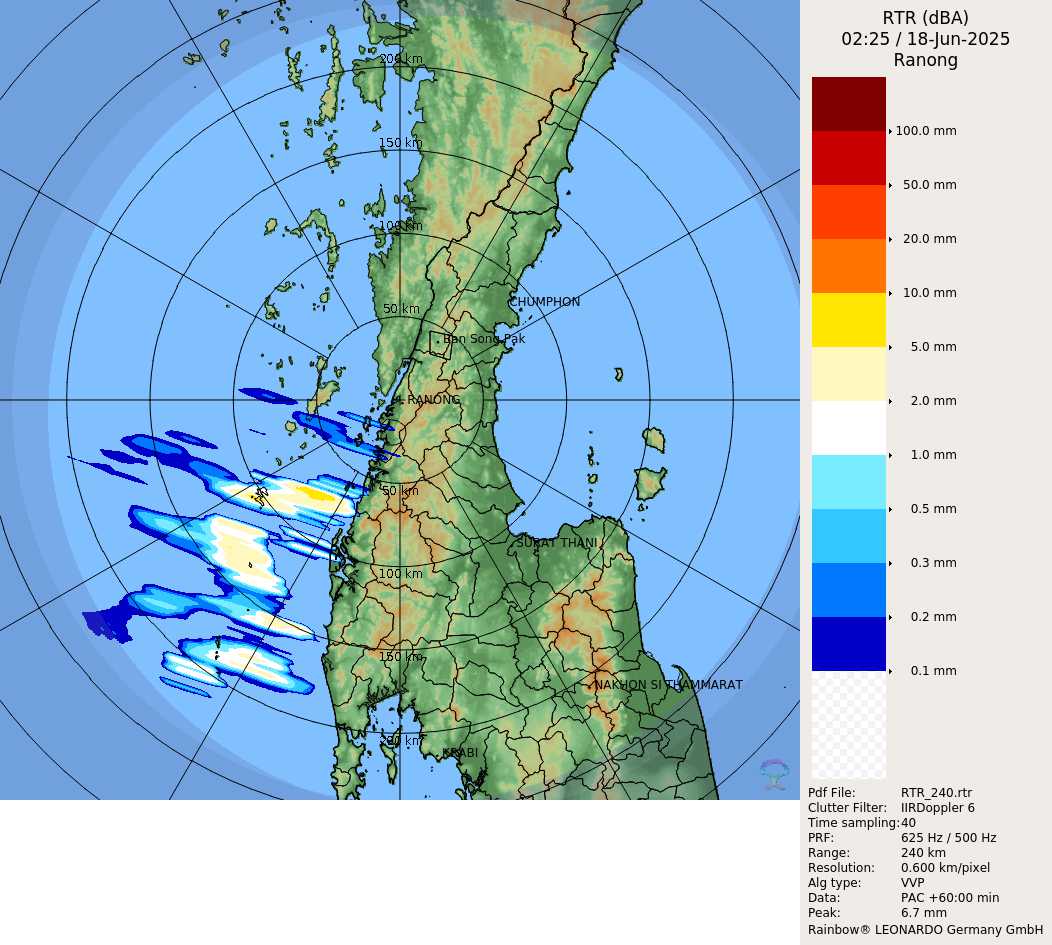 RTR (dBA)
02:25 / 18-Jun-2025
Ranong
200 km
150 km
100 km
50 km
CHUMPHON
Ban Song Pak
RANONG
50 km
SURAT THANI
100 km
150 km
NAKHON SI THAMMARAT
200 km
KRABI
100.0 mm
50.0 mm
20.0 mm
10.0 mm
5.0 mm
2.0 mm
1.0 mm
0.5 mm
0.3 mm
0.2 mm
0.1 mm
Pdf File: RTR_240.rtr
Clutter Filter: IIRDoppler 6
Time sampling:40
PRF: 625 Hz / 500 Hz
Range: 240 km
Resolution: 0.600 km/pixel
Alg type: VVP
Data: PAC +60:00 min
Peak: 6.7 mm
Rainbow® LEONARDO Germany GmbH